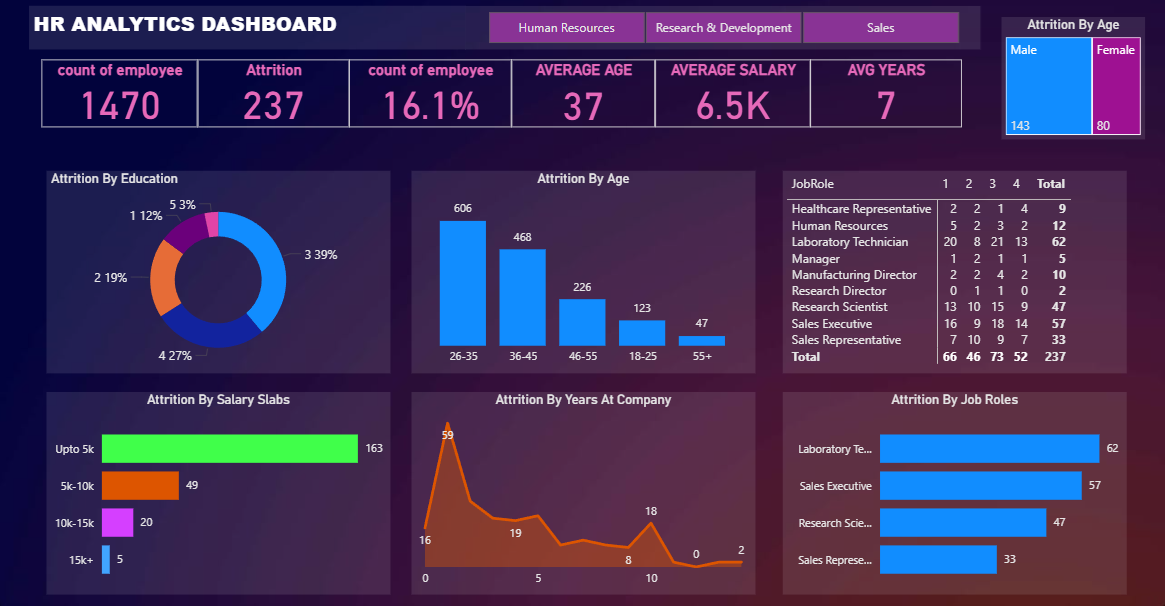 HR ANALYTICS DASHBOARD
Human Resources
Research & Development
Sales
Attrition By Age
Male
Female
143
80
count of employee
1470
Attrition
237
count of employee
16.1%
AVERAGE AGE
37
AVERAGE SALARY
6.5K
AVG YEARS
7
Attrition By Education
5 3%
1 12%
3 39%
2 19%
4 27%
Attrition By Age
606
468
226
123
47
26-35 36-45 46-55 18-25 55+
JobRole 1 2 3 4 Total
Healthcare Representative 2 2 1 4 9
Human Resources 5 2 3 2 12
Laboratory Technician 20 8 21 13 62
Manager 1 2 1 1 5
Manufacturing Director 2 2 4 2 10
Research Director 0 1 1 0 2
Research Scientist 13 10 15 9 47
Sales Executive 16 9 18 14 57
Sales Representative 7 10 9 7 33
Total 66 46 73 52 237
Attrition By Salary Slabs
Upto 5k 163
5k-10k 49
10k-15k 20
15k+ 5
Attrition By Years At Company
59
16
19
18
8
0
2
0 5 10
Attrition By Job Roles
Laboratory Te... 62
Sales Executive 57
Research Scie... 47
Sales Represe... 33